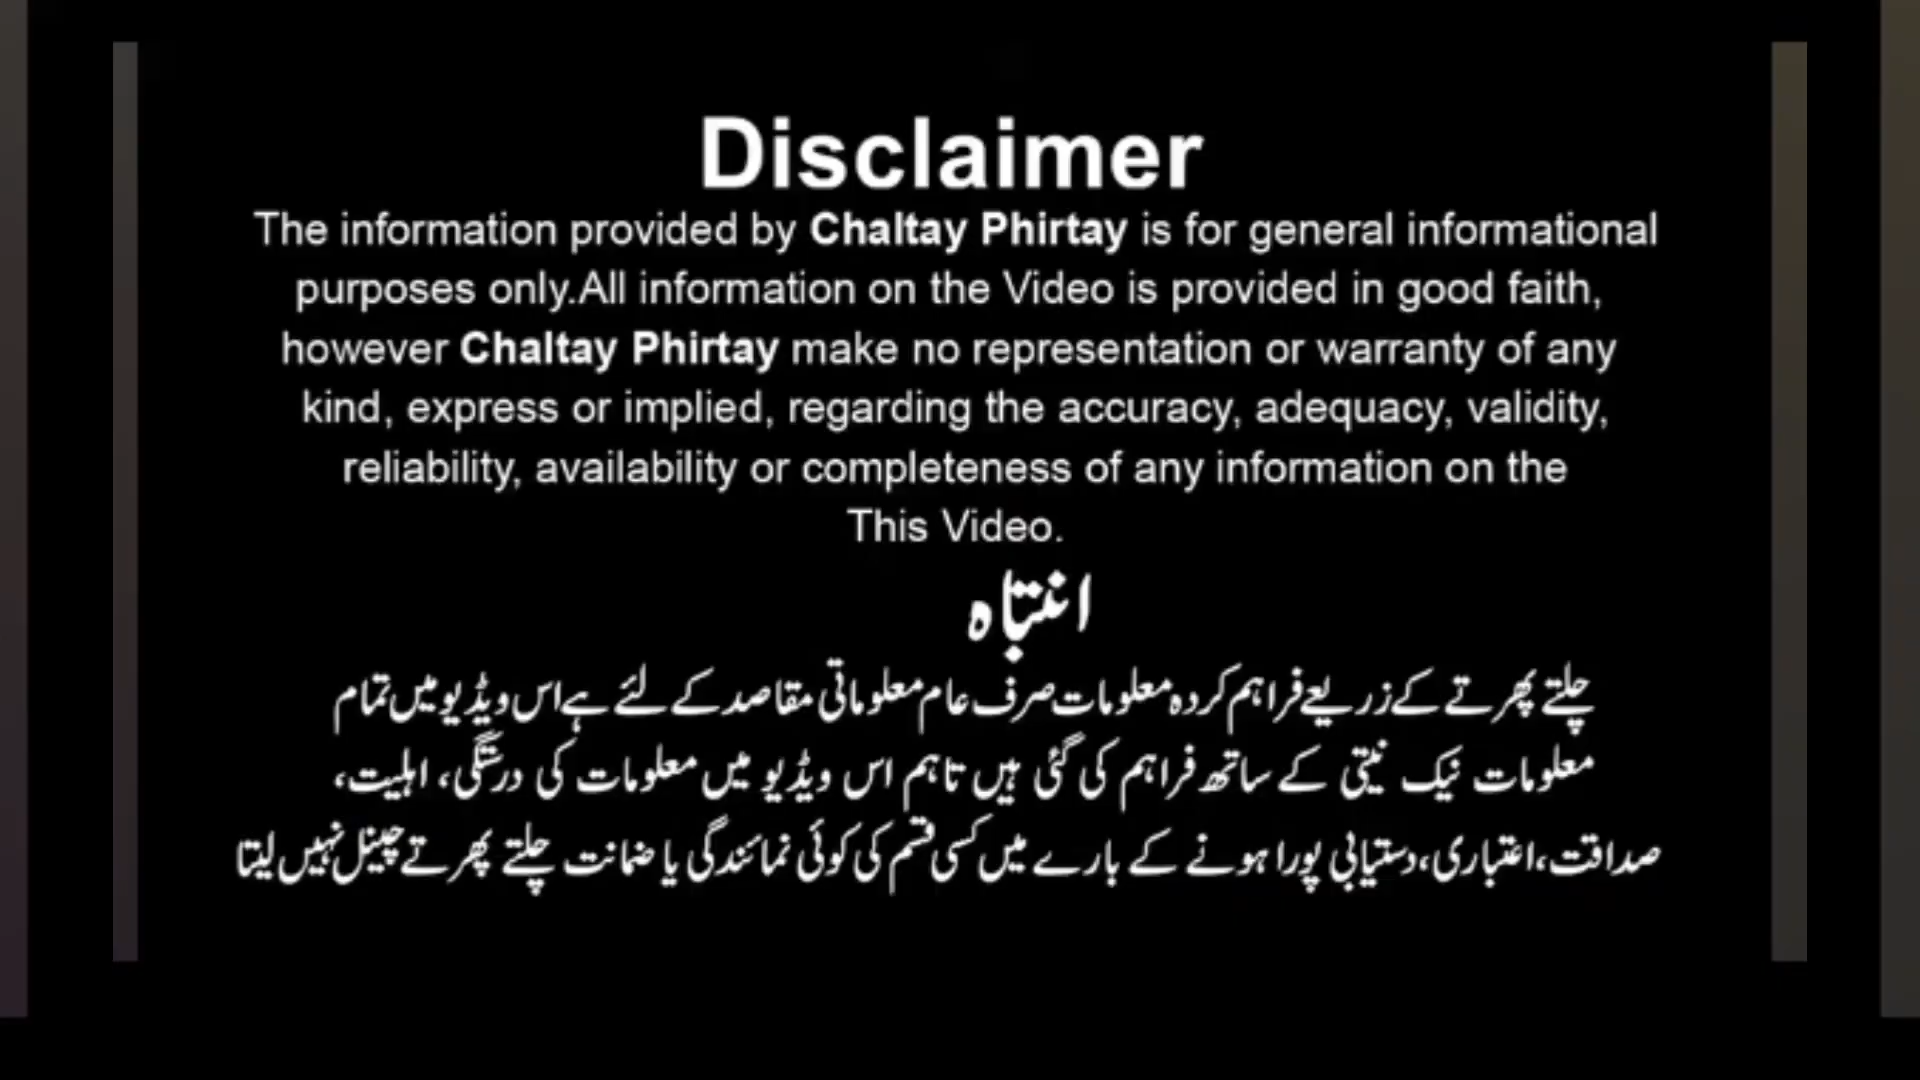 Disclaimer
The information provided by Chaltay Phirtay is for general informational
purposes only.All information on the Video is provided in good faith,
however Chaltay Phirtay make no representation or warranty of any
kind, express or implied, regarding the accuracy, adequacy, validity,
reliability, availability or completeness of any information on the
This Video.
انتباہ
چلتے پھرتے کے زریعے فراہم کردہ معلومات صرف عام معلوماتی مقاصد کے لئے ہے اس ویڈیو میں تمام
معلومات نیک نیتی کے ساتھ فراہم کی گئی ہیں تاہم اس ویڈیو میں معلومات کی درستگی، اہلیت،
صداقت،اعتباری،دستیابی پورا ہونے کے بارے میں کسی قسم کی کوئی نمائندگی یا ضمانت چلتے پھرتے چینل نہیں لیتا